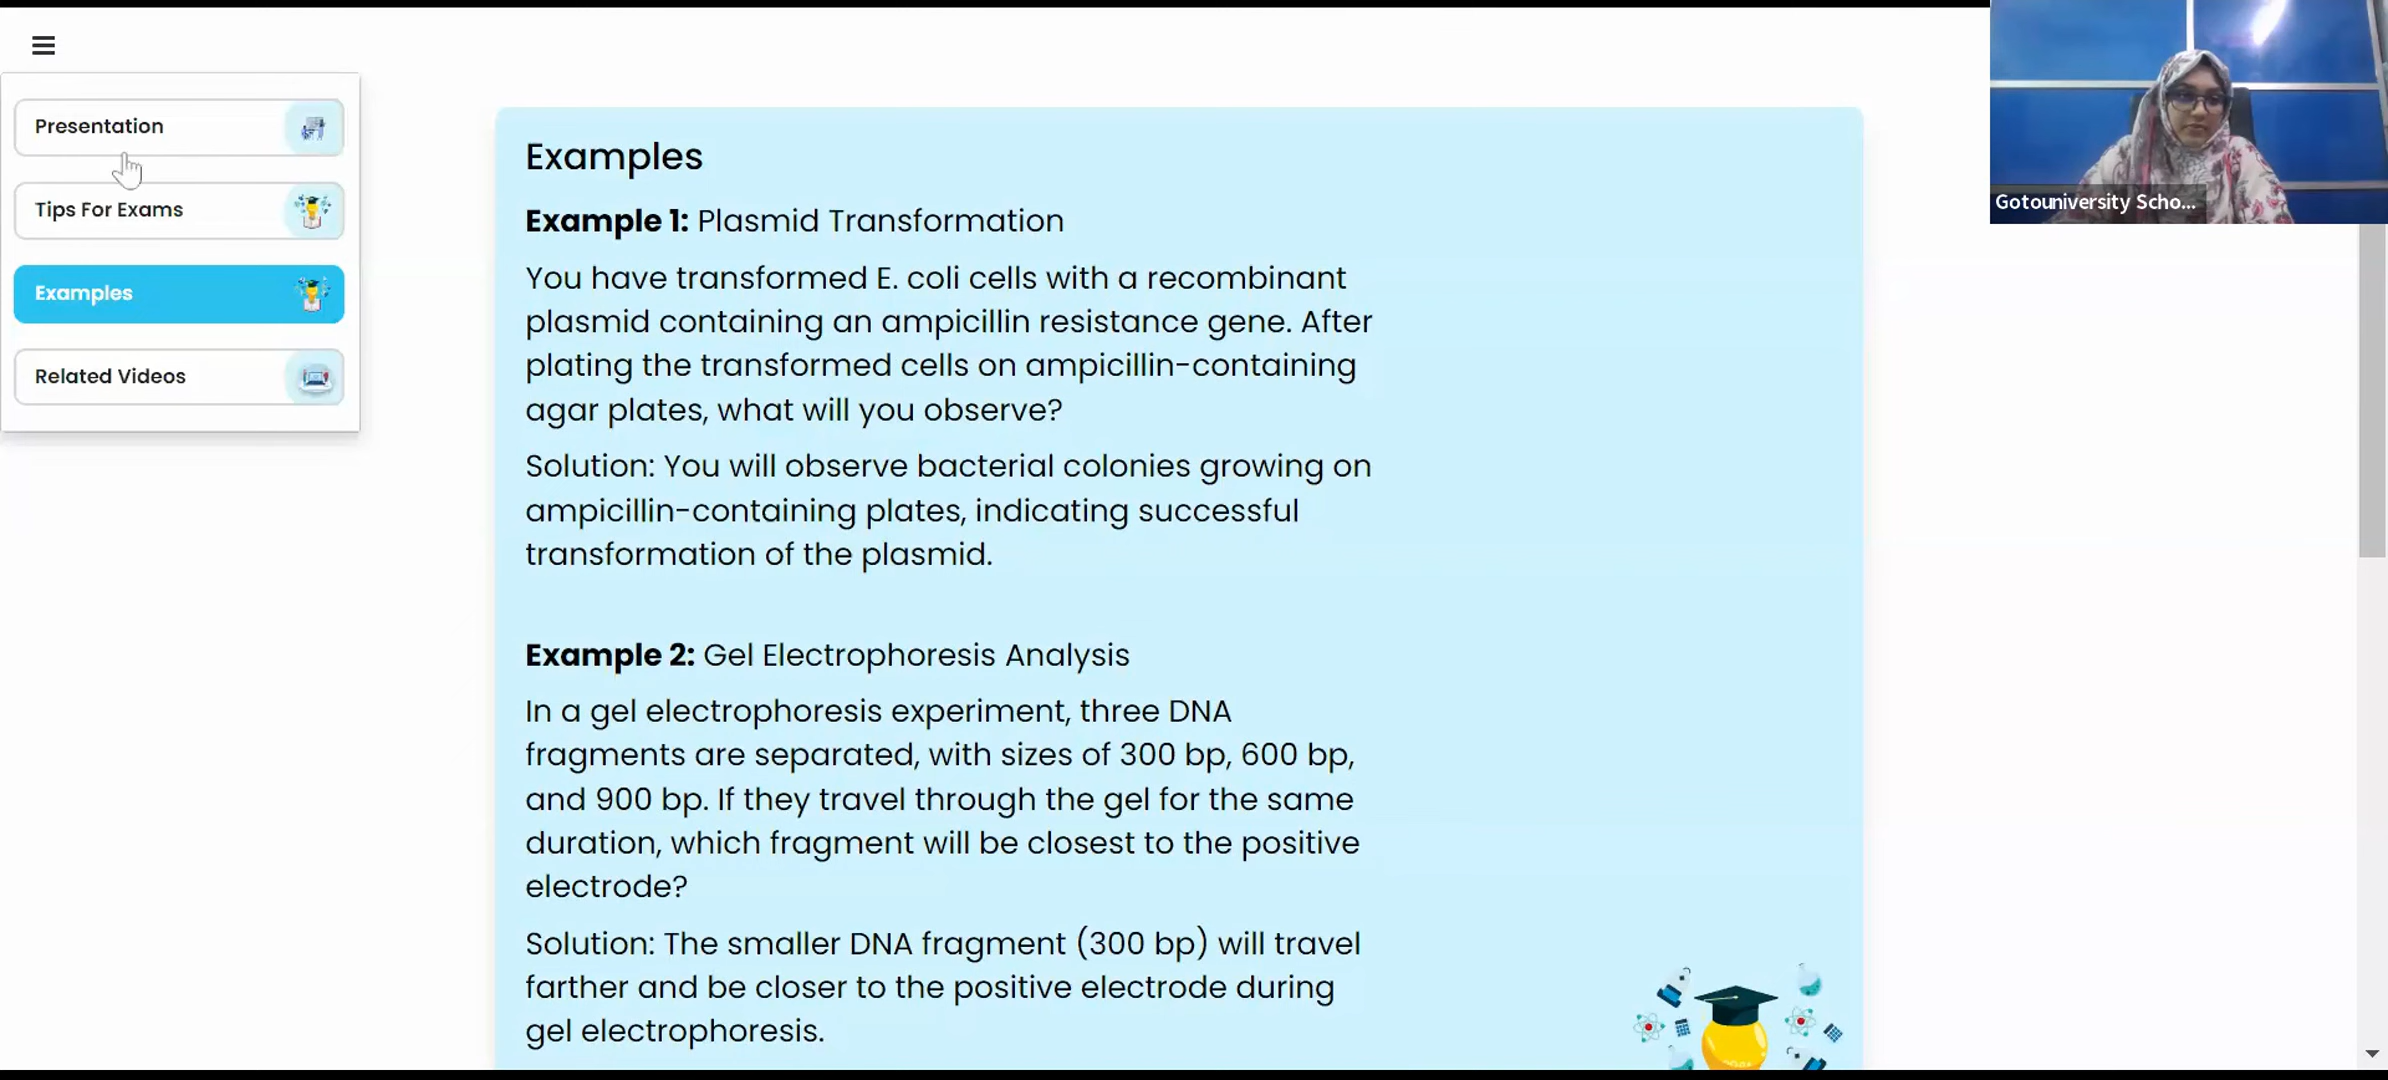 Presentation
Tips For Exams
Examples
Related Videos
Examples
Example 1: Plasmid Transformation
You have transformed E. coli cells with a recombinant
plasmid containing an ampicillin resistance gene. After
plating the transformed cells on ampicillin-containing
agar plates, what will you observe?
Solution: You will observe bacterial colonies growing on
ampicillin-containing plates, indicating successful
transformation of the plasmid.
Example 2: Gel Electrophoresis Analysis
In a gel electrophoresis experiment, three DNA
fragments are separated, with sizes of 300 bp, 600 bp,
and 900 bp. If they travel through the gel for the same
duration, which fragment will be closest to the positive
electrode?
Solution: The smaller DNA fragment (300 bp) will travel
farther and be closer to the positive electrode during
gel electrophoresis.
Gotouniversity Scho...